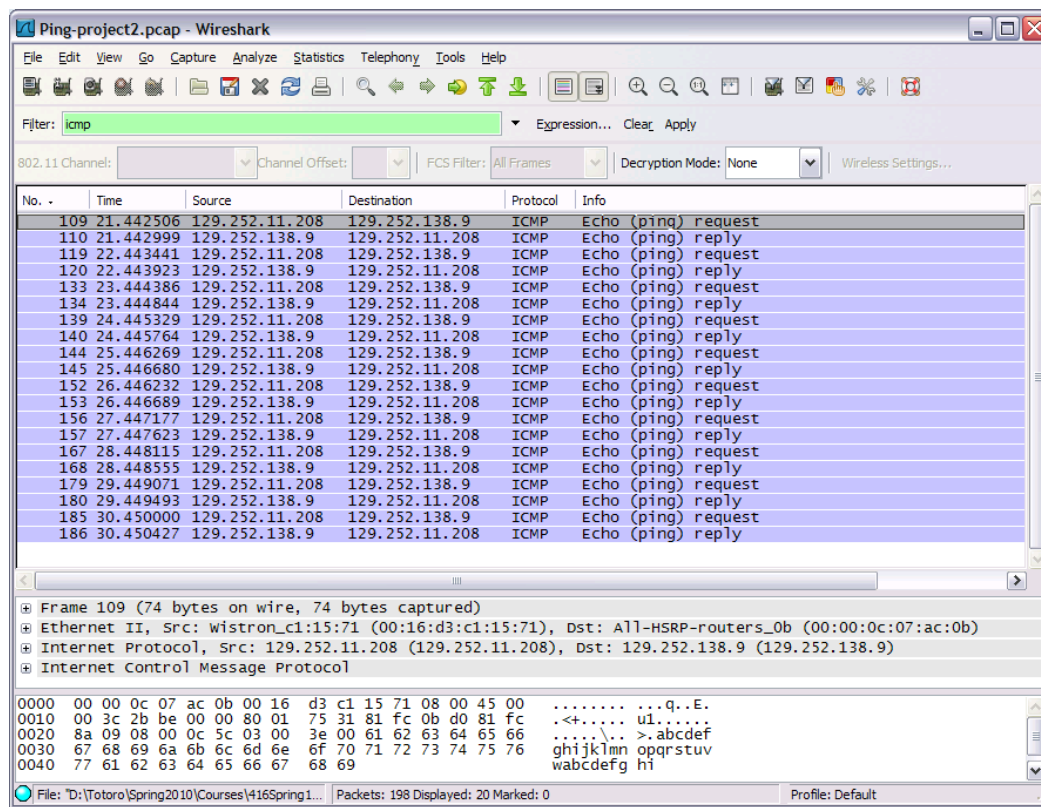 Ping-project2.pcap - Wireshark
File Edit View Go Capture Analyze Statistics Telephony Tools Help
Filter: icmp Expression... Clear Apply
802.11 Channel: Channel Offset: FCS Filter: All Frames Decryption Mode: None Wireless Settings...
No. Time Source Destination Protocol Info
109 21.442506 129.252.11.208 129.252.138.9 ICMP Echo (ping) request
110 21.442999 129.252.138.9 129.252.11.208 ICMP Echo (ping) reply
119 22.443441 129.252.11.208 129.252.138.9 ICMP Echo (ping) request
120 22.443923 129.252.138.9 129.252.11.208 ICMP Echo (ping) reply
133 23.444386 129.252.11.208 129.252.138.9 ICMP Echo (ping) request
134 23.444844 129.252.138.9 129.252.11.208 ICMP Echo (ping) reply
139 24.445329 129.252.11.208 129.252.138.9 ICMP Echo (ping) request
140 24.445764 129.252.138.9 129.252.11.208 ICMP Echo (ping) reply
144 25.446269 129.252.11.208 129.252.138.9 ICMP Echo (ping) request
145 25.446680 129.252.138.9 129.252.11.208 ICMP Echo (ping) reply
152 26.446232 129.252.11.208 129.252.138.9 ICMP Echo (ping) request
153 26.446689 129.252.138.9 129.252.11.208 ICMP Echo (ping) reply
156 27.447177 129.252.11.208 129.252.138.9 ICMP Echo (ping) request
157 27.447623 129.252.138.9 129.252.11.208 ICMP Echo (ping) reply
167 28.448115 129.252.11.208 129.252.138.9 ICMP Echo (ping) request
168 28.448555 129.252.138.9 129.252.11.208 ICMP Echo (ping) reply
179 29.449071 129.252.11.208 129.252.138.9 ICMP Echo (ping) request
180 29.449493 129.252.138.9 129.252.11.208 ICMP Echo (ping) reply
185 30.450000 129.252.11.208 129.252.138.9 ICMP Echo (ping) request
186 30.450427 129.252.138.9 129.252.11.208 ICMP Echo (ping) reply
Frame 109 (74 bytes on wire, 74 bytes captured)
Ethernet II, Src: Wistron_c1:15:71 (00:16:d3:c1:15:71), Dst: All-HSRP-routers_0b (00:00:0c:07:ac:0b)
Internet Protocol, Src: 129.252.11.208 (129.252.11.208), Dst: 129.252.138.9 (129.252.138.9)
Internet Control Message Protocol
0000 00 00 0c 07 ac 0b 00 16 d3 c1 15 71 08 00 45 00 ........ ...q..E.
0010 00 3c 2b be 00 00 80 01 75 31 81 fc 0b d0 81 fc .<+..... u1......
0020 8a 09 08 00 0c 5c 03 00 3e 00 61 62 63 64 65 66 .....\.. >.abcdef
0030 67 68 69 6a 6b 6c 6d 6e 6f 70 71 72 73 74 75 76 ghijklmn opqrstuv
0040 77 61 62 63 64 65 66 67 68 69 wabcdefg hi
File: "D:\Totoro\Spring2010\Courses\416Spring1... Packets: 198 Displayed: 20 Marked: 0 Profile: Default